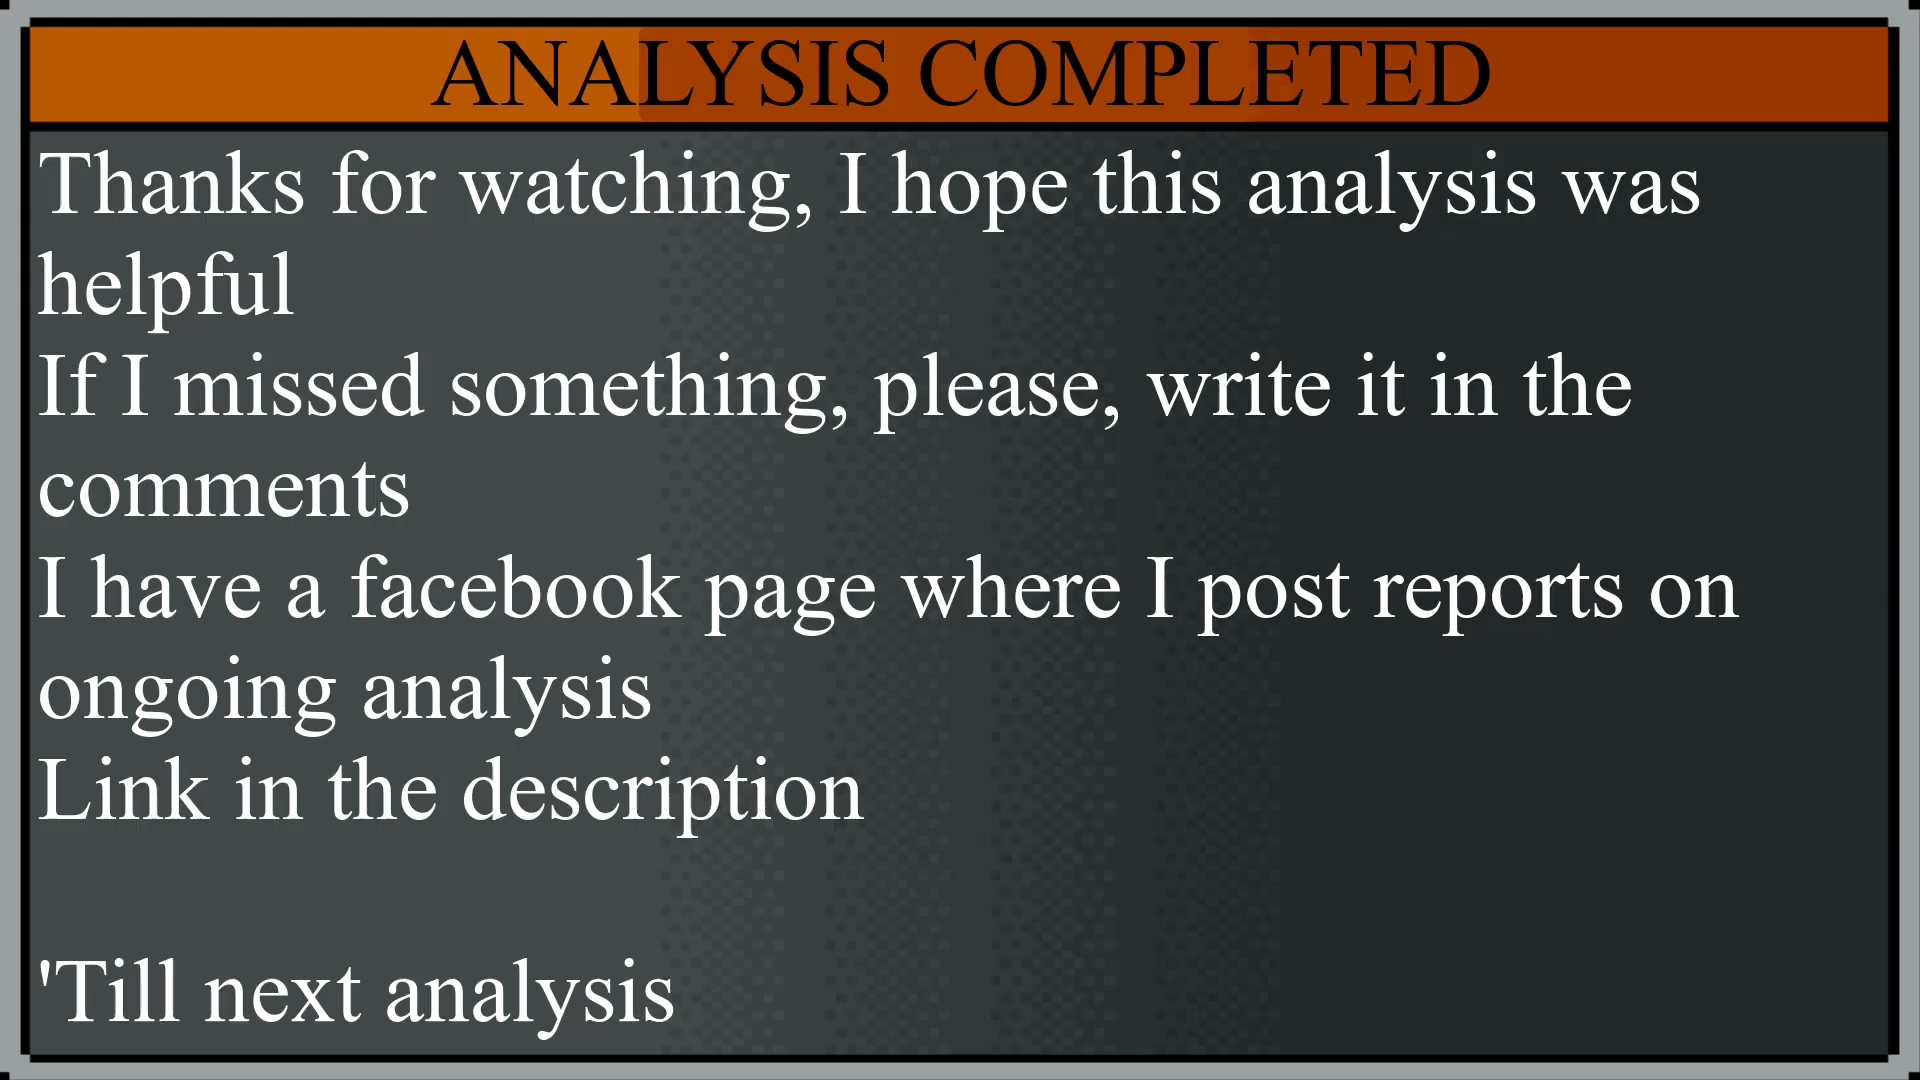 ANALYSIS COMPLETED
Thanks for watching, I hope this analysis was
helpful
If I missed something, please, write it in the
comments
I have a facebook page where I post reports on
ongoing analysis
Link in the description
'Till next analysis